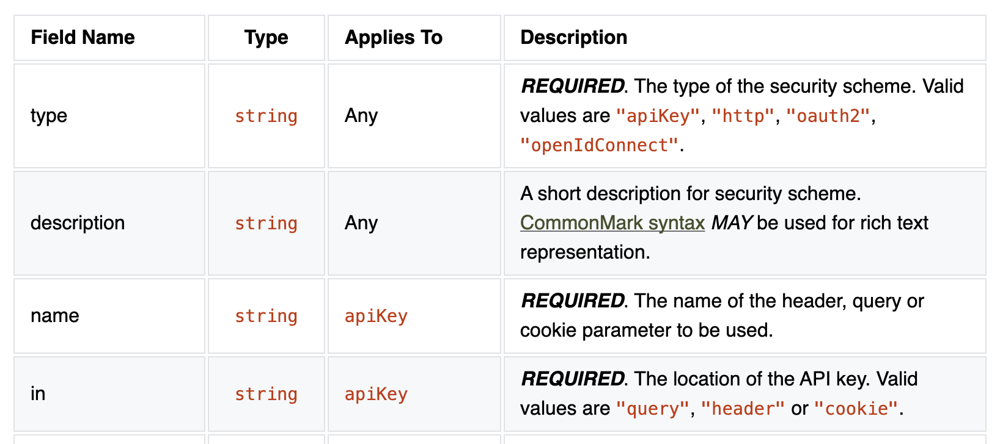 Field Name Type Applies To Description
type string Any REQUIRED. The type of the security scheme. Valid
values are "apiKey", "http", "oauth2",
"openIdConnect".
description string Any A short description for security scheme.
CommonMark syntax MAY be used for rich text
representation.
name string apiKey REQUIRED. The name of the header, query or
cookie parameter to be used.
in string apiKey REQUIRED. The location of the API key. Valid
values are "query", "header" or "cookie".